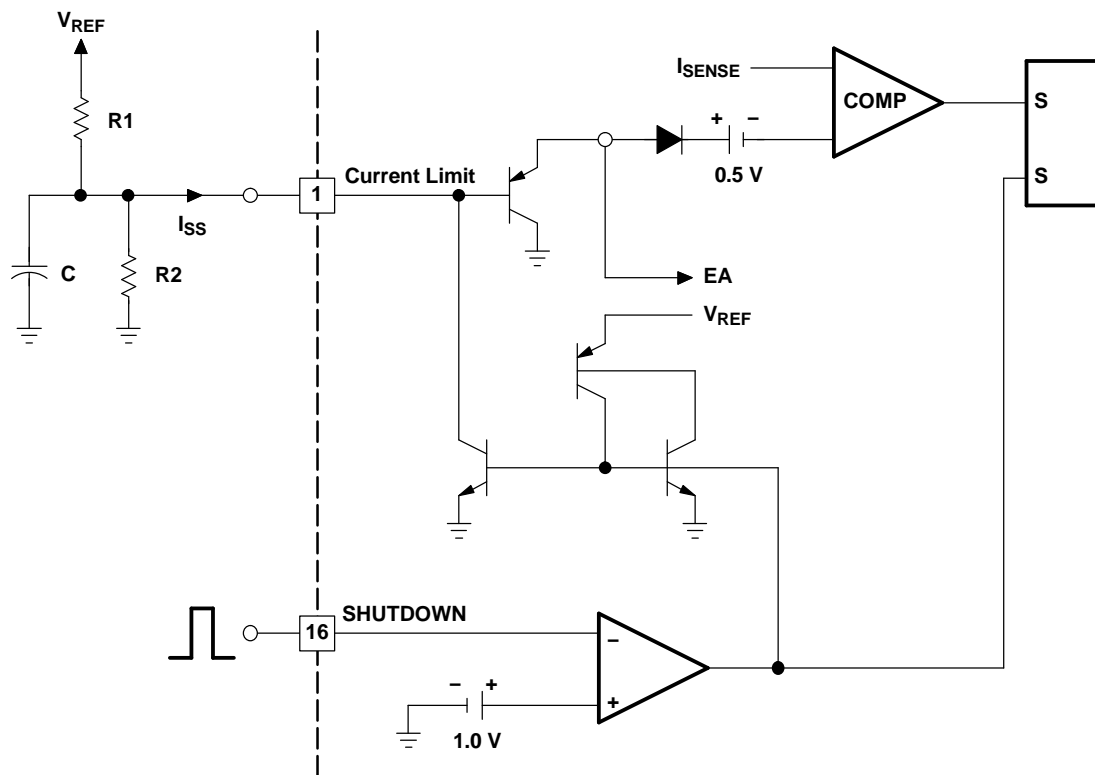 VREF
R1
R2
C
ISS
1
Current Limit
ISENSE
COMP
+ −
0.5 V
S
S
EA
VREF
16
SHUTDOWN
−
+
− +
1.0 V